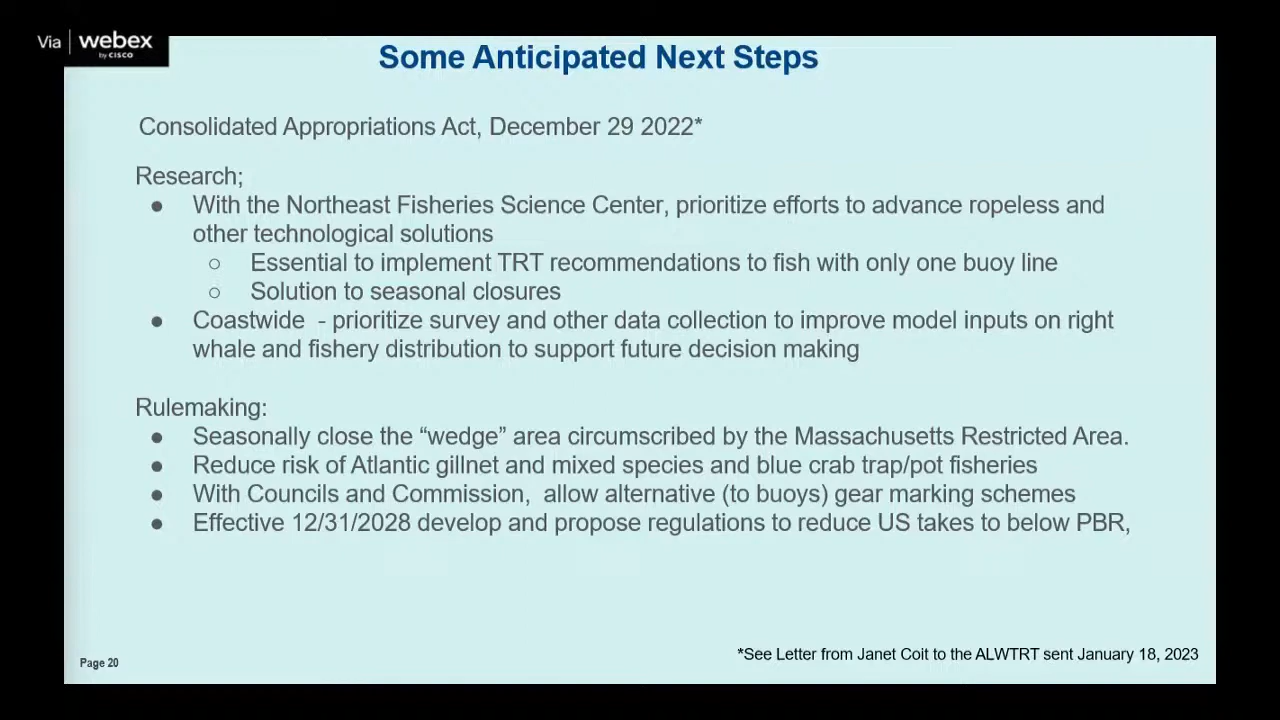 Via webex
by CISCO
Some Anticipated Next Steps
Consolidated Appropriations Act, December 29 2022*
Research;
● With the Northeast Fisheries Science Center, prioritize efforts to advance ropeless and
other technological solutions
○ Essential to implement TRT recommendations to fish with only one buoy line
○ Solution to seasonal closures
● Coastwide - prioritize survey and other data collection to improve model inputs on right
whale and fishery distribution to support future decision making
Rulemaking:
● Seasonally close the “wedge” area circumscribed by the Massachusetts Restricted Area.
● Reduce risk of Atlantic gillnet and mixed species and blue crab trap/pot fisheries
● With Councils and Commission, allow alternative (to buoys) gear marking schemes
● Effective 12/31/2028 develop and propose regulations to reduce US takes to below PBR,
*See Letter from Janet Coit to the ALWTRT sent January 18, 2023
Page 20